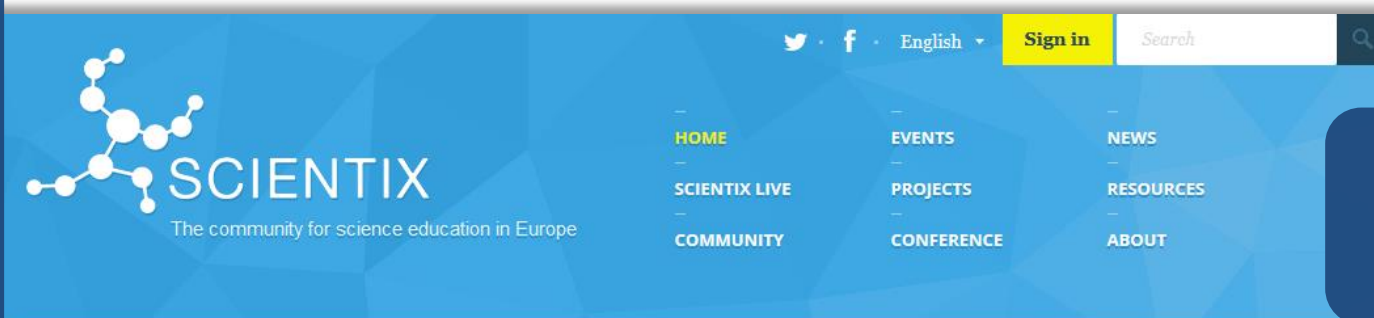 English
Sign in
Search
HOME
EVENTS
NEWS
SCIENTIX LIVE
PROJECTS
RESOURCES
COMMUNITY
CONFERENCE
ABOUT
SCIENTIX
The community for science education in Europe